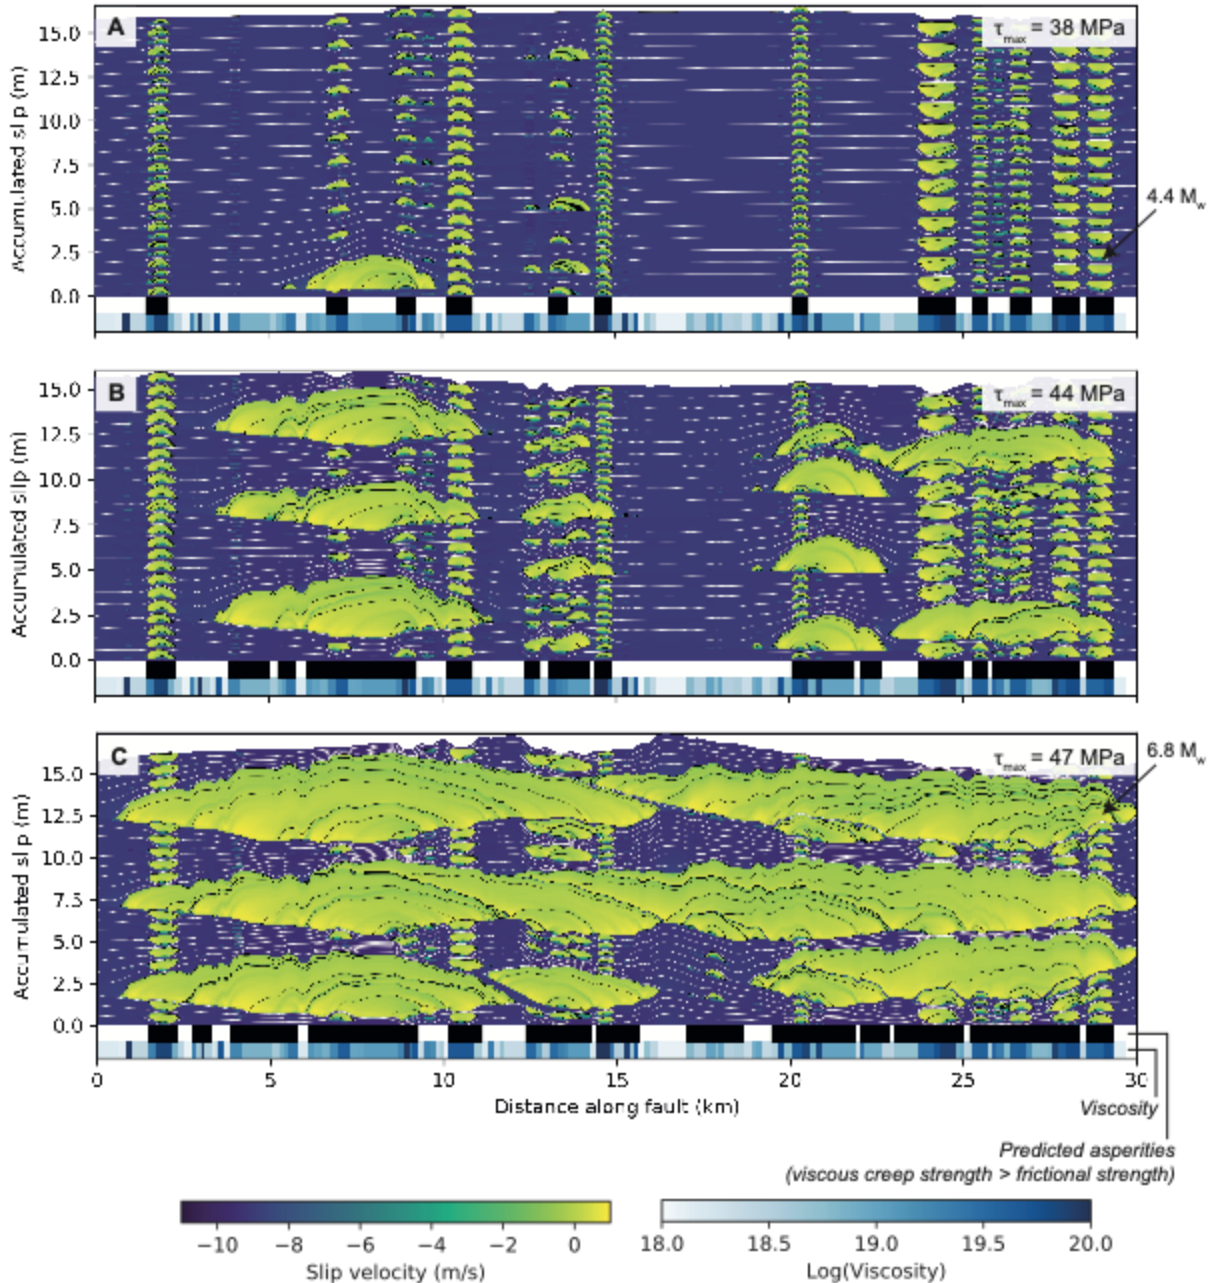 A
τmax = 38 MPa
Accumulated slip (m)
15.0
12.5
10.0
7.5
5.0
2.5
0.0
4.4 Mw
B
τmax = 44 MPa
Accumulated slip (m)
15.0
12.5
10.0
7.5
5.0
2.5
0.0
C
τmax = 47 MPa
6.8 Mw
Accumulated slip (m)
15.0
12.5
10.0
7.5
5.0
2.5
0.0
0 5 10 15 20 25 30
Distance along fault (km)
Viscosity
Predicted asperities
(viscous creep strength > frictional strength)
−10 −8 −6 −4 −2 0
Slip velocity (m/s)
18.0 18.5 19.0 19.5 20.0
Log(Viscosity)